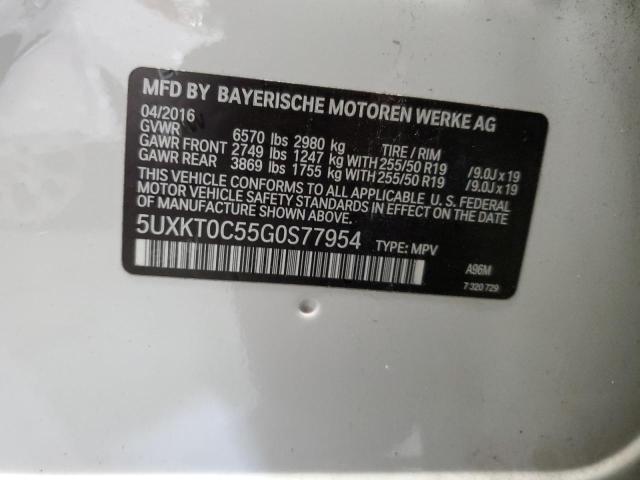 MFD BY BAYERISCHE MOTOREN WERKE AG
04/2016
GVWR 6570 lbs 2980 kg TIRE / RIM
GAWR FRONT 2749 lbs 1247 kg WITH 255/50 R19 /9.0J x 19
GAWR REAR 3869 lbs 1755 kg WITH 255/50 R19 /9.0J x 19
THIS VEHICLE CONFORMS TO ALL APPLICABLE U.S. FEDERAL
MOTOR VEHICLE SAFETY STANDARDS IN EFFECT ON THE DATE
OF MANUFACTURE SHOWN ABOVE.
5UXKT0C55G0S77954 TYPE: MPV
A96M
7 320 729